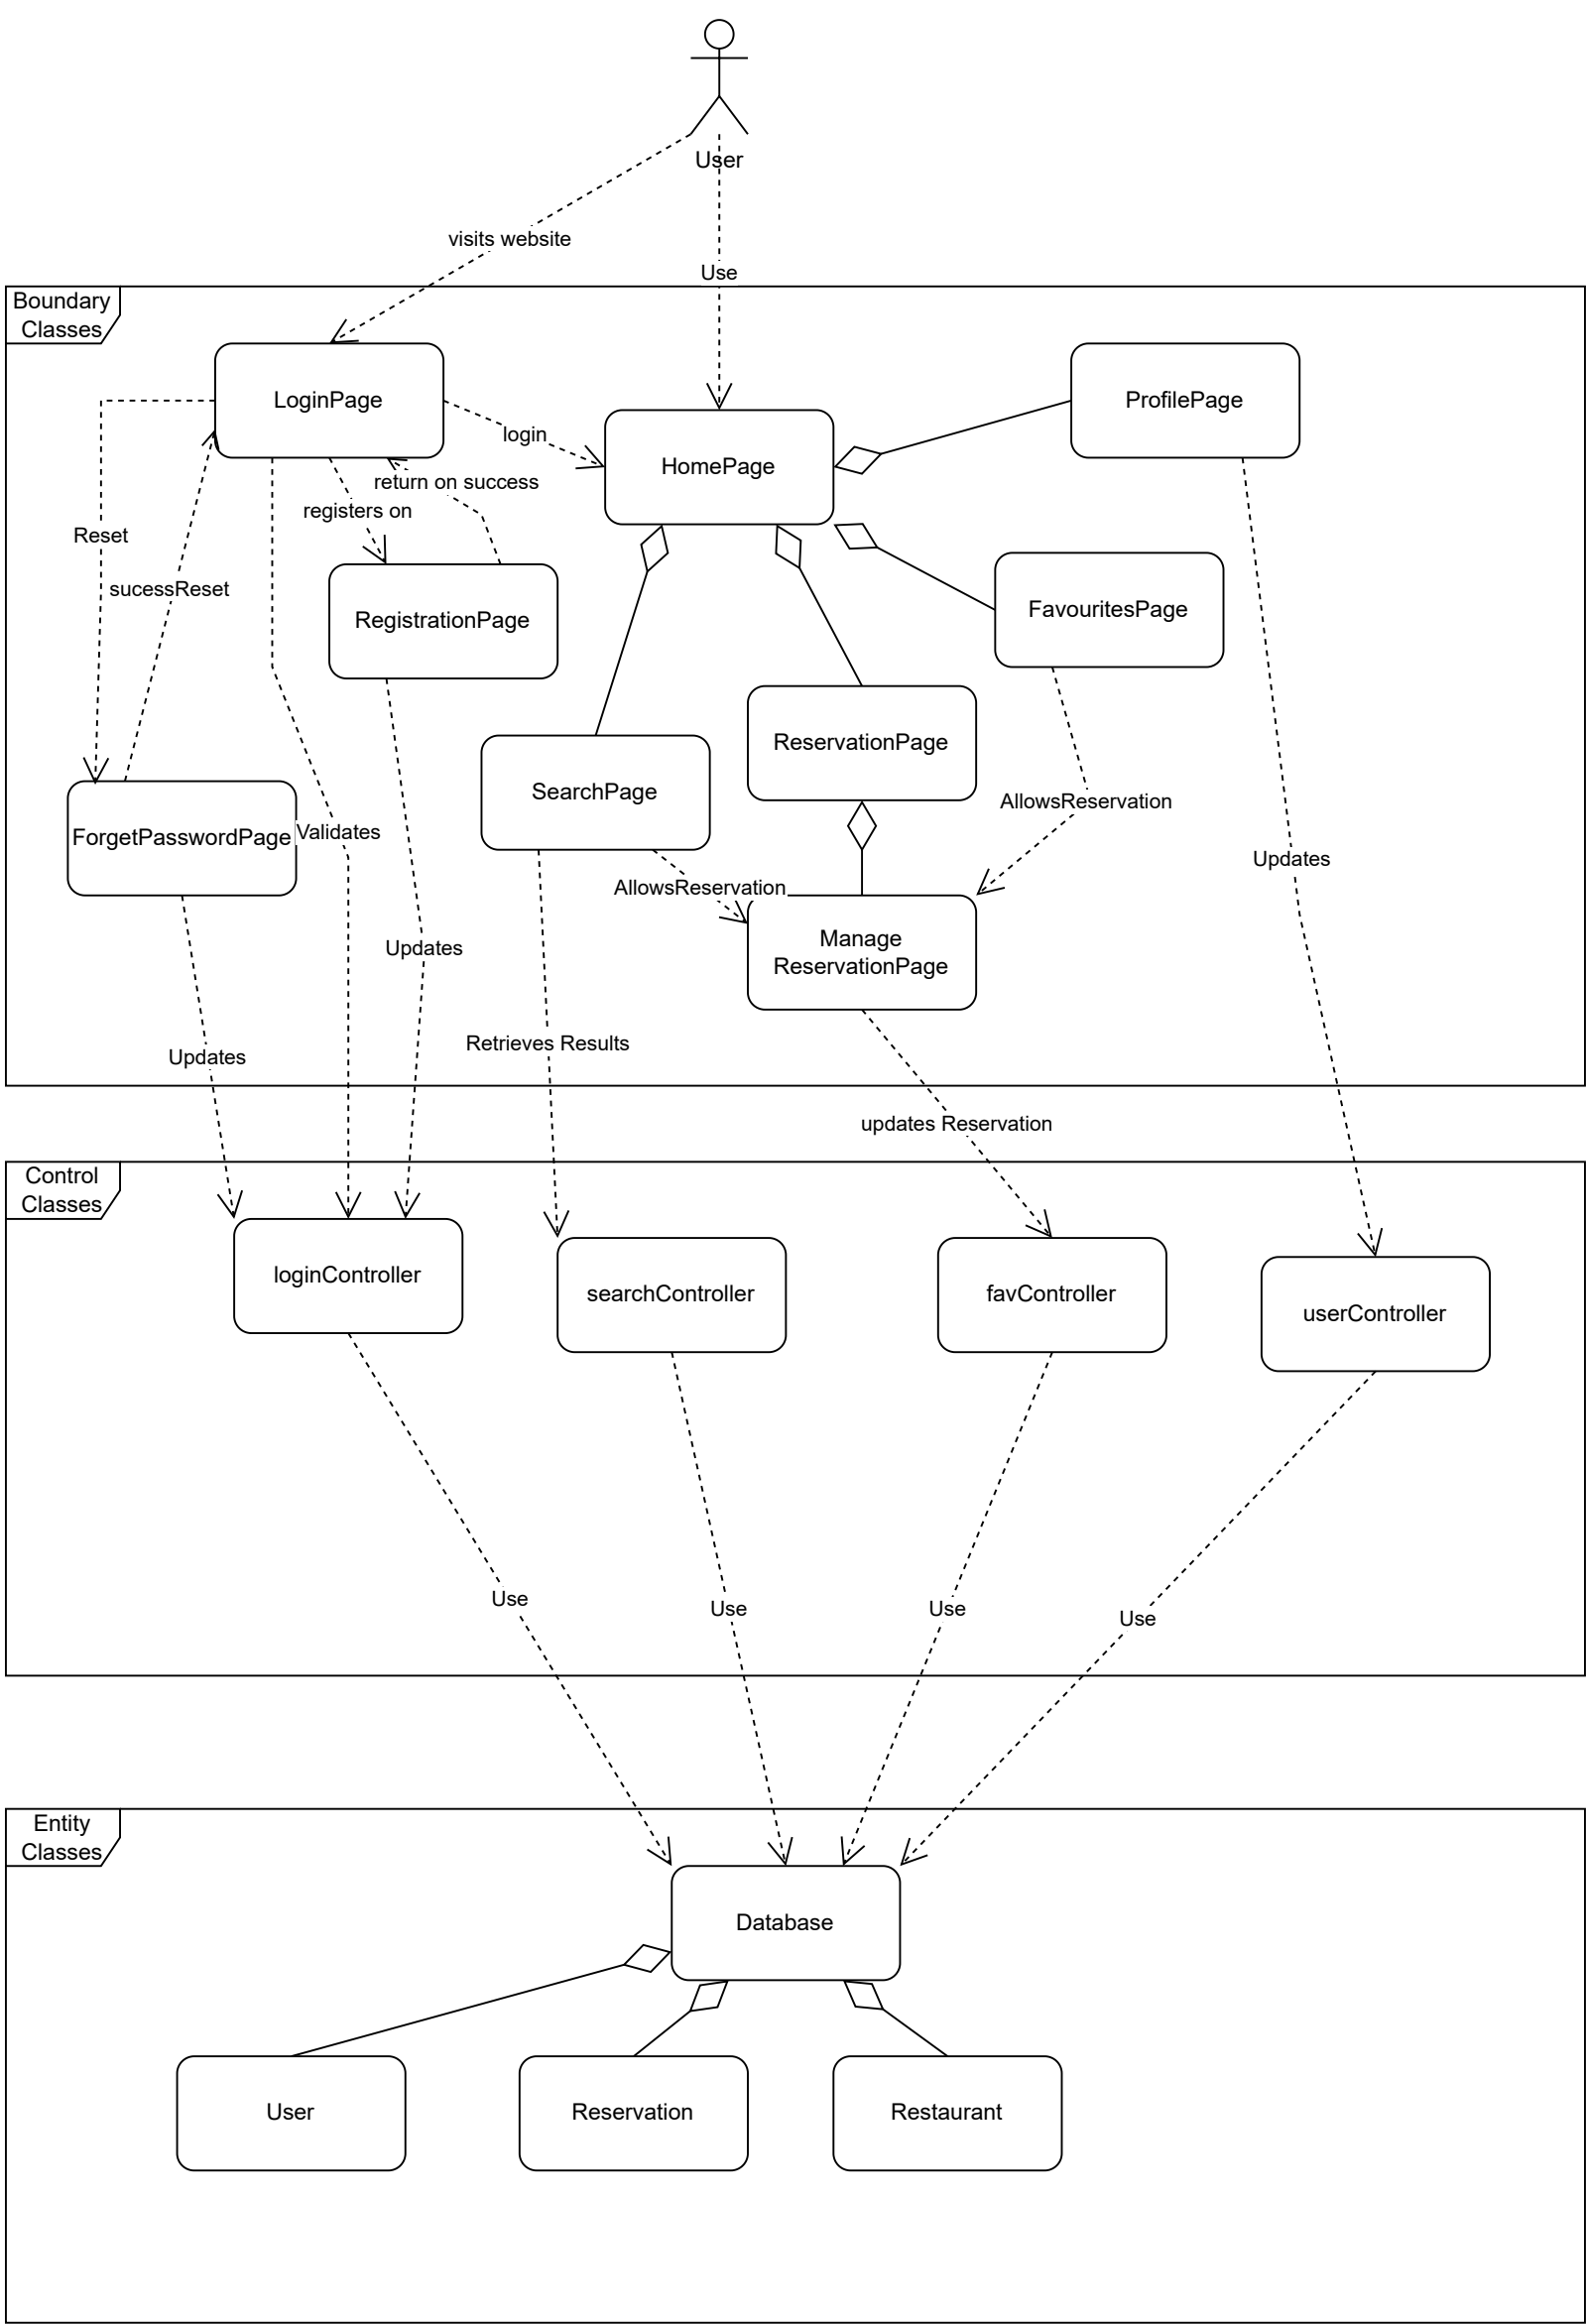 User
visits website
Use
Boundary
Classes
LoginPage
ProfilePage
login
HomePage
return on success
registers on
Reset
sucessReset
RegistrationPage
FavouritesPage
ReservationPage
SearchPage
AllowsReservation
ForgetPasswordPage
Validates
Updates
AllowsReservation
Manage
ReservationPage
Updates
Retrieves Results
Updates
updates Reservation
Control
Classes
loginController
searchController
favController
userController
Use
Use
Use
Use
Entity
Classes
Database
User
Reservation
Restaurant